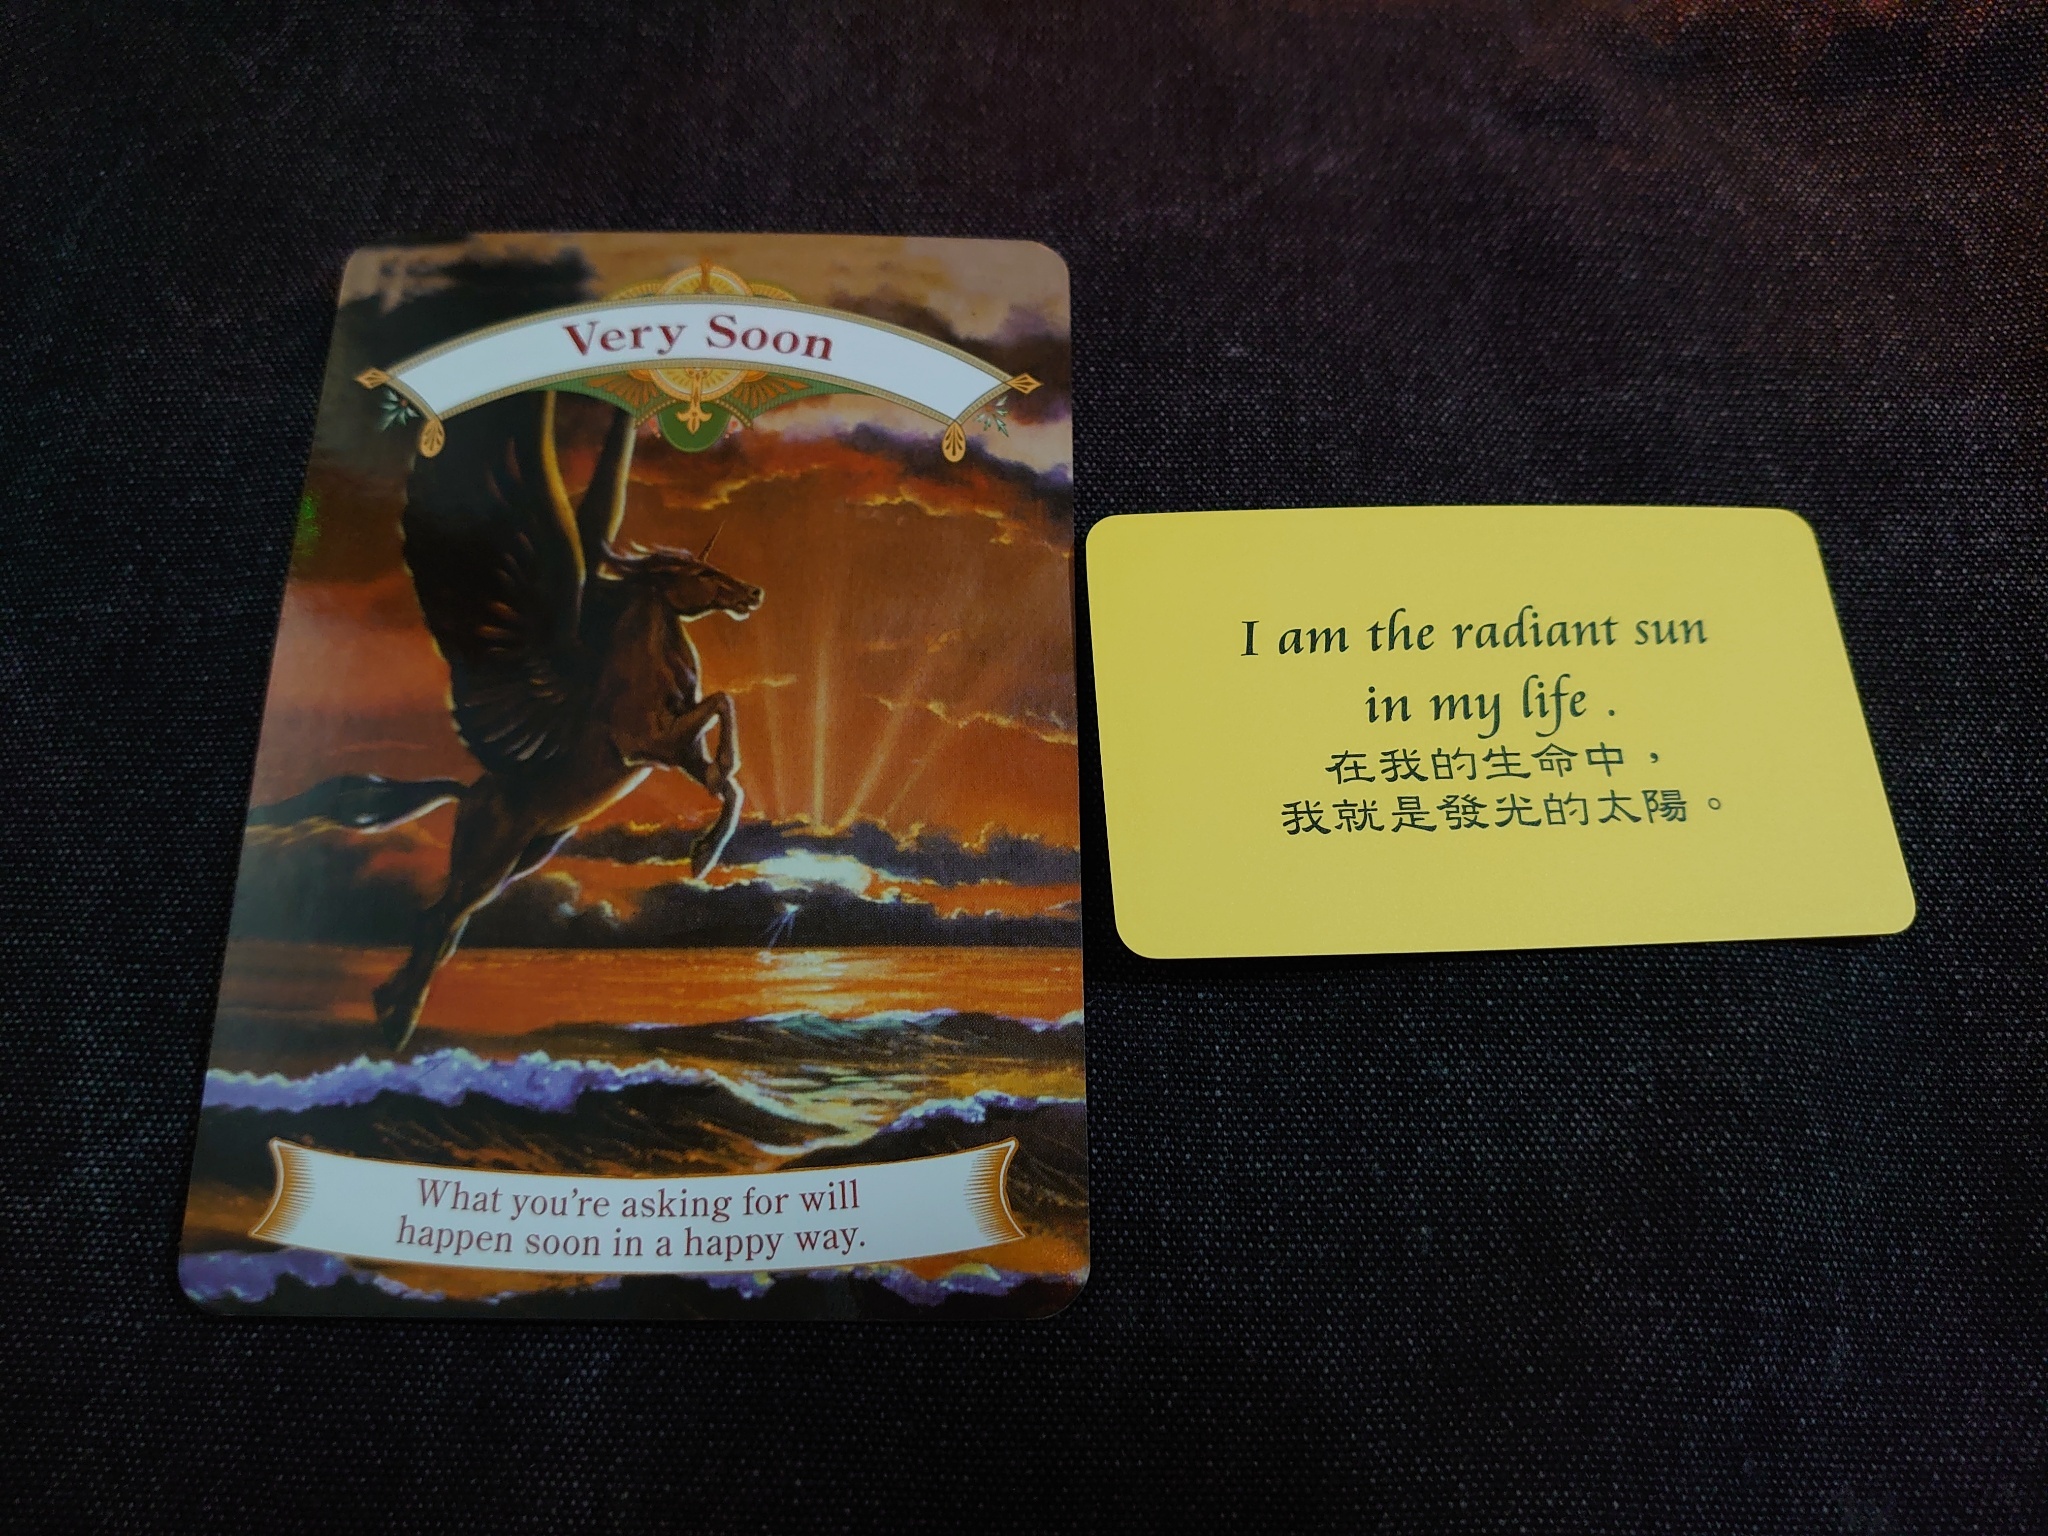 Very Soon
What you're asking for will
happen soon in a happy way.
I am the radiant sun
in my life .
在我的生命中，
我就是發光的太陽。